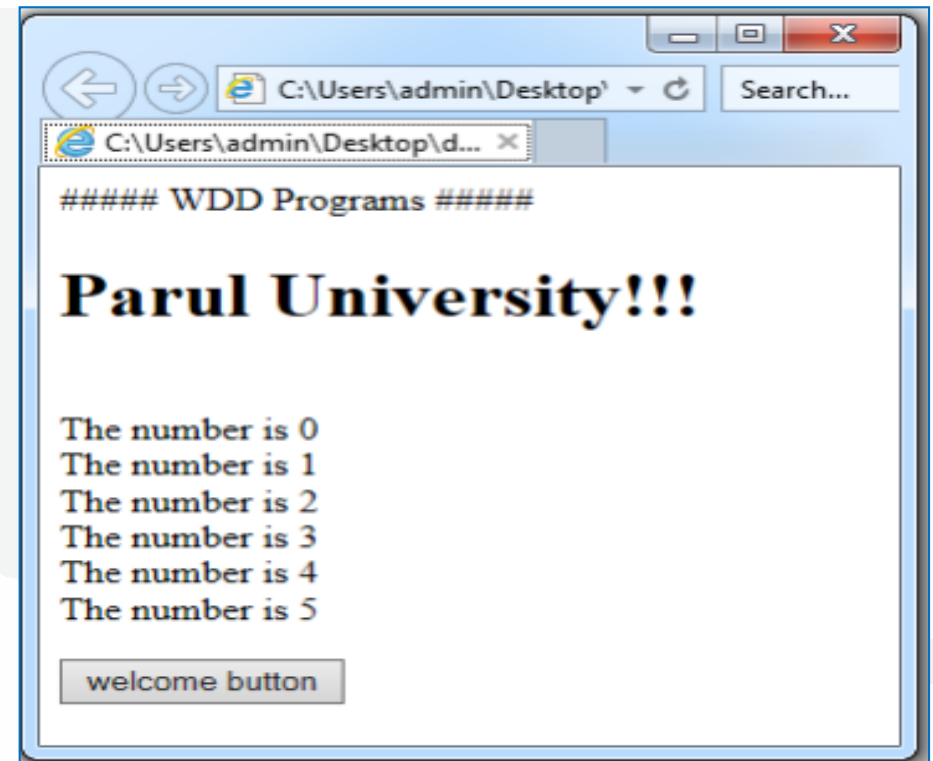 C:\Users\admin\Desktop\
Search...
C:\Users\admin\Desktop\d...
##### WDD Programs #####
Parul University!!!
The number is 0
The number is 1
The number is 2
The number is 3
The number is 4
The number is 5
welcome button